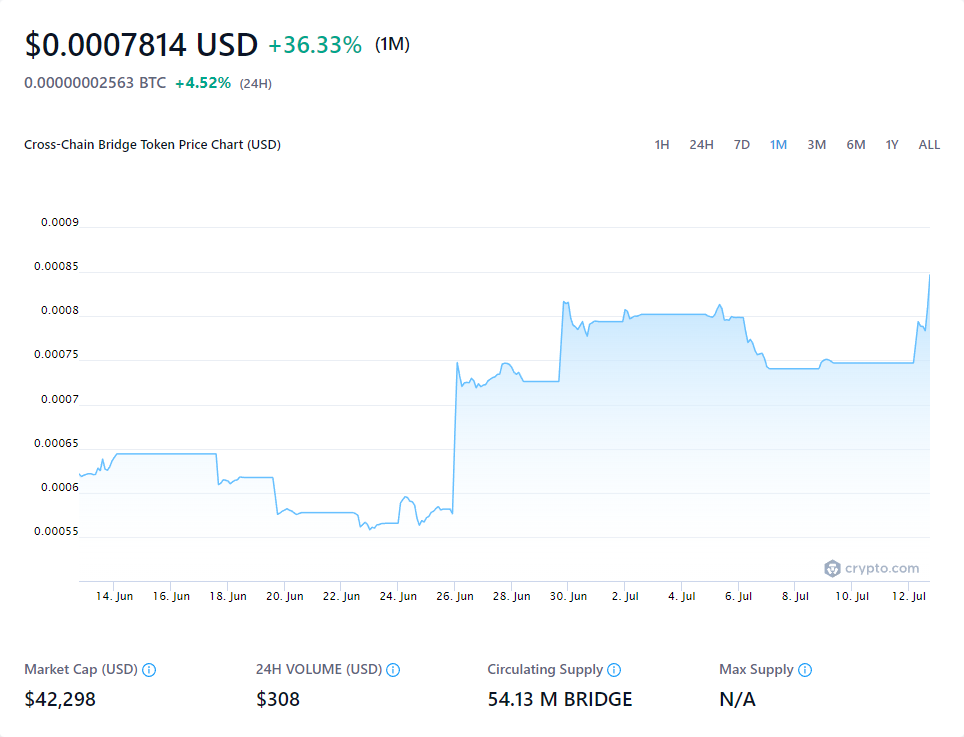 $0.0007814 USD +36.33% (1M)
0.00000002563 BTC +4.52% (24H)
Cross-Chain Bridge Token Price Chart (USD)
1H 24H 7D 1M 3M 6M 1Y ALL
0.0009
0.00085
0.0008
0.00075
0.0007
0.00065
0.0006
0.00055
crypto.com
14. Jun 16. Jun 18. Jun 20. Jun 22. Jun 24. Jun 26. Jun 28. Jun 30. Jun 2. Jul 4. Jul 6. Jul 8. Jul 10. Jul 12. Jul
Market Cap (USD) 24H VOLUME (USD) Circulating Supply Max Supply
$42,298 $308 54.13 M BRIDGE N/A